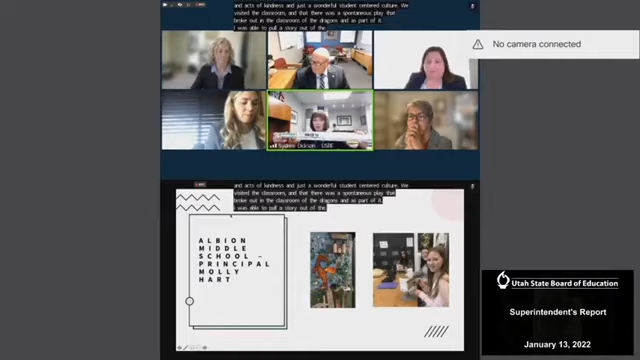 and acts of kindness and just a wonderful student centered culture. We
visited the classroom, and that there was a spontaneous play that
broke out in the classroom of the dragons and as part of it.
I was able to pull a story out of the
No camera connected
Sydnee Dickson - USBE
and acts of kindness and just a wonderful student centered culture. We
visited the classroom, and that there was a spontaneous play that
broke out in the classroom of the dragons and as part of it.
I was able to pull a story out of the
ALBION
MIDDLE
SCHOOL –
PRINCIPAL
MOLLY
HART
Utah State Board of Education
Superintendent's Report
January 13, 2022